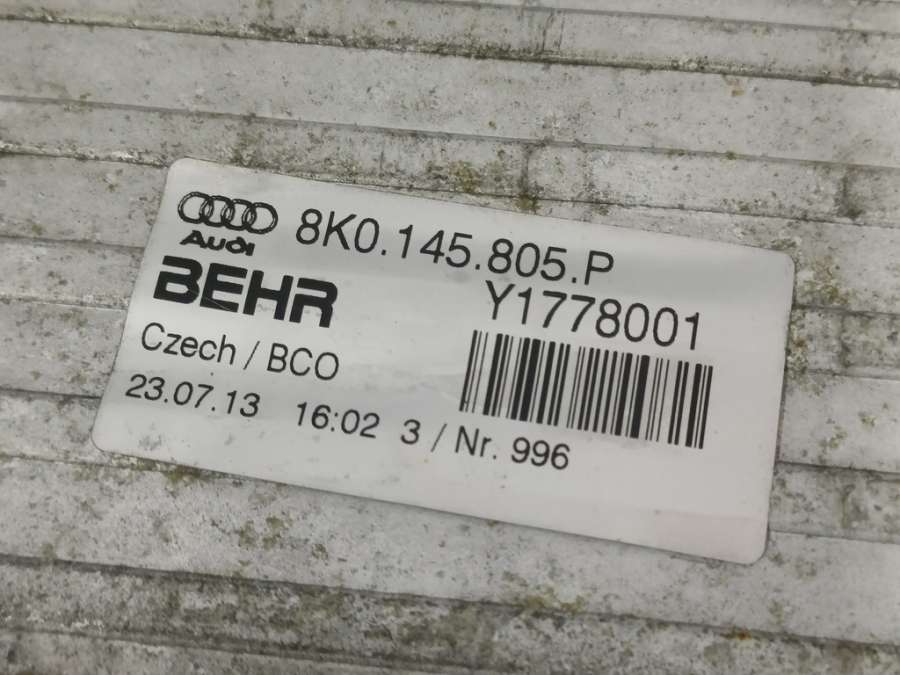 Audi 8K0.145.805.P
BEHR Y1778001
Czech / BCO
23.07.13 16:02 3 / Nr. 996